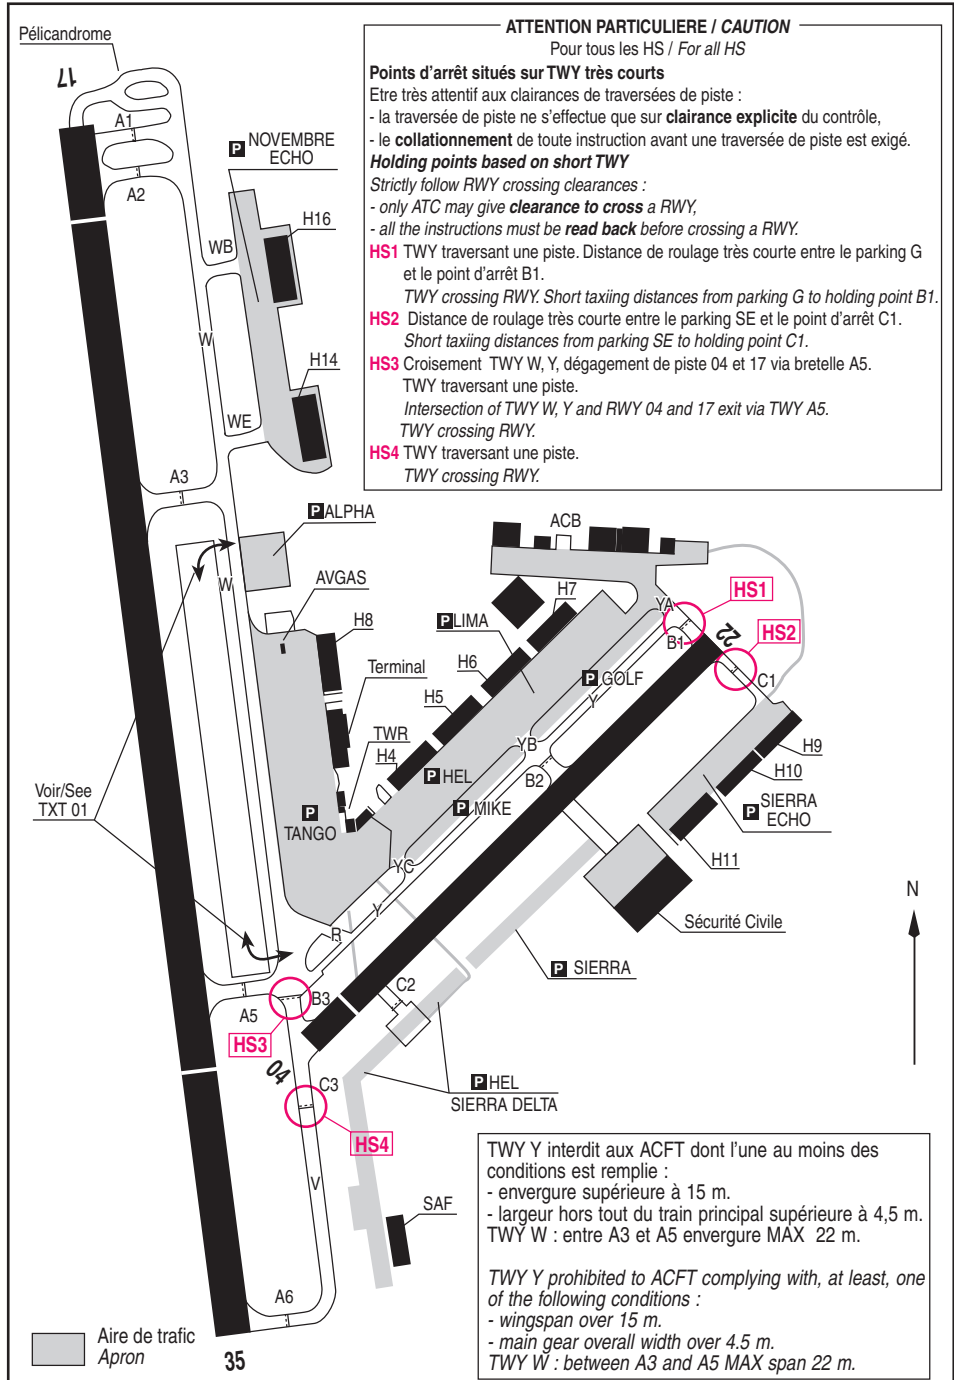 Pélicandrome
17
A1
A2
P NOVEMBRE
ECHO
H16
WB
W
H14
WE
A3
ATTENTION PARTICULIERE / CAUTION
Pour tous les HS / For all HS
Points d'arrêt situés sur TWY très courts
Etre très attentif aux clairances de traversées de piste :
- la traversée de piste ne s'effectue que sur clairance explicite du contrôle,
- le collationnement de toute instruction avant une traversée de piste est exigé.
Holding points based on short TWY
Strictly follow RWY crossing clearances :
- only ATC may give clearance to cross a RWY,
- all the instructions must be read back before crossing a RWY.
HS1 TWY traversant une piste. Distance de roulage très courte entre le parking G
et le point d'arrêt B1.
TWY crossing RWY. Short taxiing distances from parking G to holding point B1.
HS2 Distance de roulage très courte entre le parking SE et le point d'arrêt C1.
Short taxiing distances from parking SE to holding point C1.
HS3 Croisement TWY W, Y, dégagement de piste 04 et 17 via bretelle A5.
TWY traversant une piste.
Intersection of TWY W, Y and RWY 04 and 17 exit via TWY A5.
TWY crossing RWY.
HS4 TWY traversant une piste.
TWY crossing RWY.
P ALPHA
ACB
AVGAS
W
H8
H7
YA
HS1
P LIMA
B1
22
HS2
Terminal
H6
P GOLF
C1
H5
Y
TWR
H4
YB
H9
P HEL
B2
H10
Voir/See
TXT 01
P
TANGO
P MIKE
P SIERRA
ECHO
H11
YC
N
Y
Sécurité Civile
R
P SIERRA
C2
B3
A5
HS3
04
C3
P HEL
SIERRA DELTA
HS4
V
SAF
A6
35
Aire de trafic
Apron
TWY Y interdit aux ACFT dont l'une au moins des
conditions est remplie :
- envergure supérieure à 15 m.
- largeur hors tout du train principal supérieure à 4,5 m.
TWY W : entre A3 et A5 envergure MAX 22 m.
TWY Y prohibited to ACFT complying with, at least, one
of the following conditions :
- wingspan over 15 m.
- main gear overall width over 4.5 m.
TWY W : between A3 and A5 MAX span 22 m.